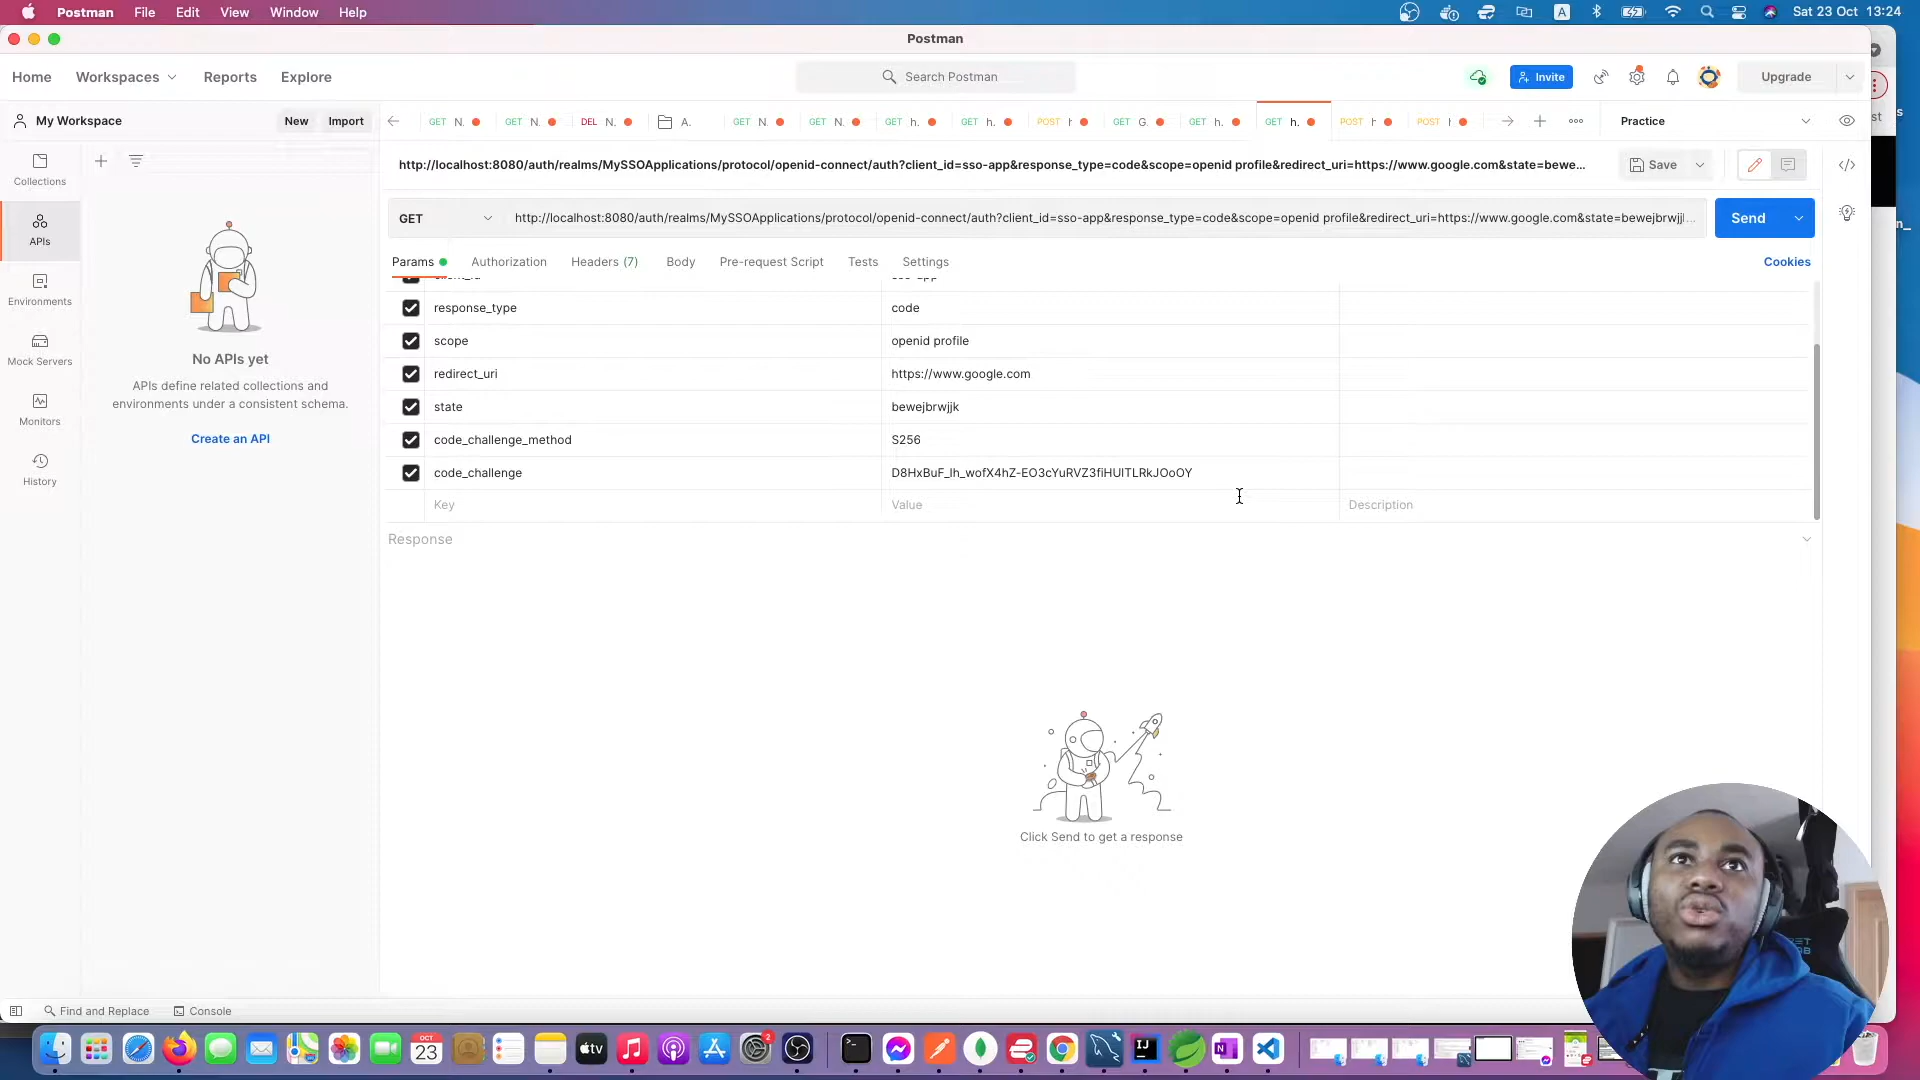 Postman File Edit View Window Help
A Sat 23 Oct 13:24
Postman
Home Workspaces Reports Explore
Search Postman
Invite Upgrade
My Workspace New Import
GET N. GET N. DEL N. A. GET N. GET N. GET h. GET h. POST h GET G. GET h. GET h. POST h POST h
Practice
http://localhost:8080/auth/realms/MySSOApplications/protocol/openid-connect/auth?client_id=sso-app&response_type=code&scope=openid profile&redirect_uri=https://www.google.com&state=bewe...
Save
Collections
GET http://localhost:8080/auth/realms/MySSOApplications/protocol/openid-connect/auth?client_id=sso-app&response_type=code&scope=openid profile&redirect_uri=https://www.google.com&state=bewejbrwjj...
Send
APIs
Params Authorization Headers (7) Body Pre-request Script Tests Settings Cookies
client_id sso-app
response_type code
scope openid profile
redirect_uri https://www.google.com
state bewejbrwjjk
code_challenge_method S256
code_challenge D8HxBuF_Ih_wofX4hZ-EO3cYuRVZ3fiHUlTLRkJOoOY
Key Value Description
Environments
Mock Servers
Monitors
History
No APIs yet
APIs define related collections and
environments under a consistent schema.
Create an API
Response
Click Send to get a response
Find and Replace Console
OCT
23
tv
2
IJ
N